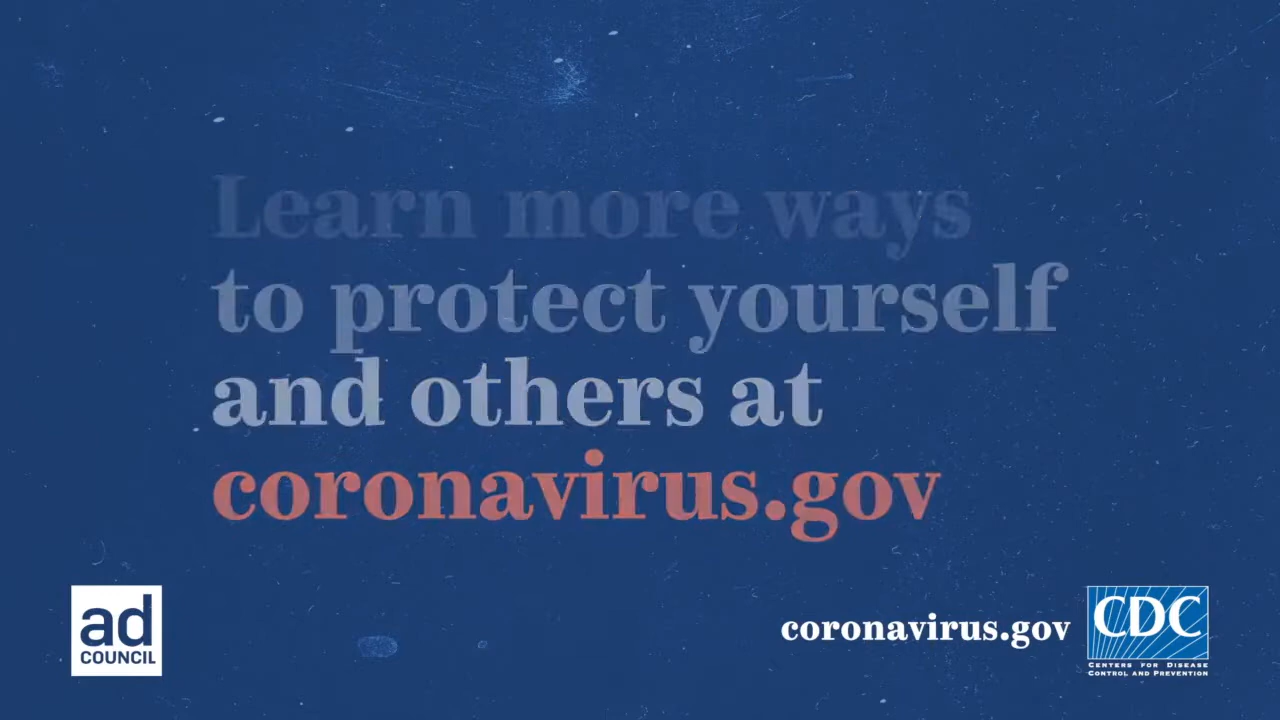 Learn more ways
to protect yourself
and others at
coronavirus.gov
ad
COUNCIL
coronavirus.gov
CDC
CENTERS FOR DISEASE
CONTROL AND PREVENTION